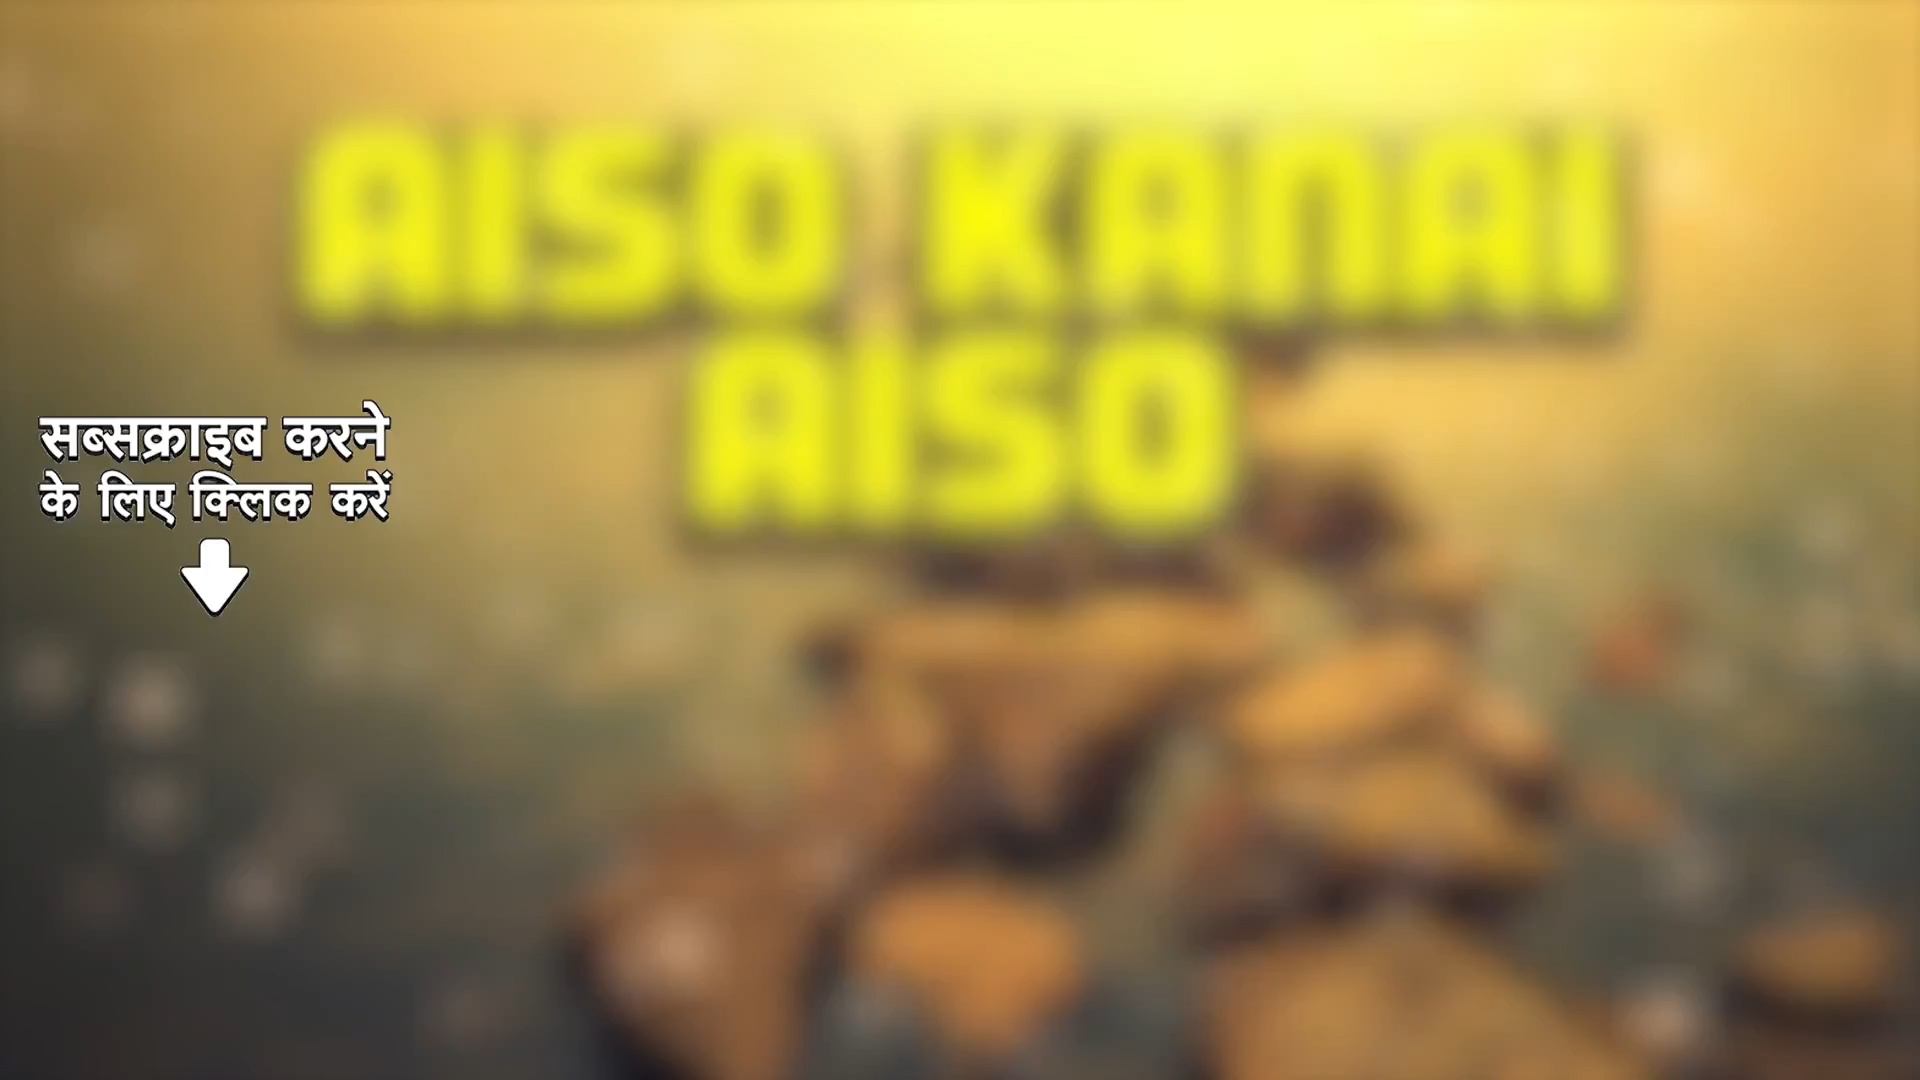 AISO KANAI
AISO
सब्सक्राइब करने
के लिए क्लिक करें